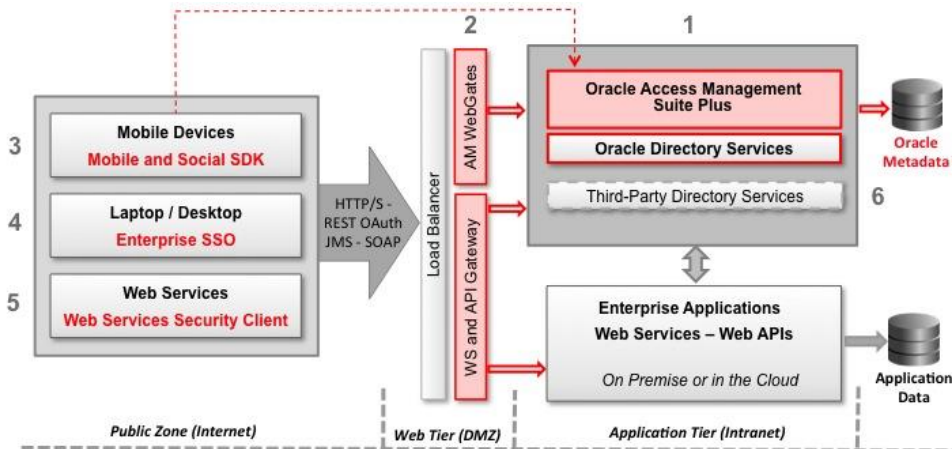 2
1
3
Mobile Devices
Mobile and Social SDK
4
Laptop / Desktop
Enterprise SSO
5
Web Services
Web Services Security Client
HTTP/S -
REST OAuth
JMS - SOAP
Load Balancer
AM WebGates
WS and API Gateway
Oracle Access Management
Suite Plus
Oracle Directory Services
Third-Party Directory Services
6
Oracle
Metadata
Enterprise Applications
Web Services – Web APIs
On Premise or in the Cloud
Application
Data
Public Zone (Internet)
Web Tier (DMZ)
Application Tier (Intranet)